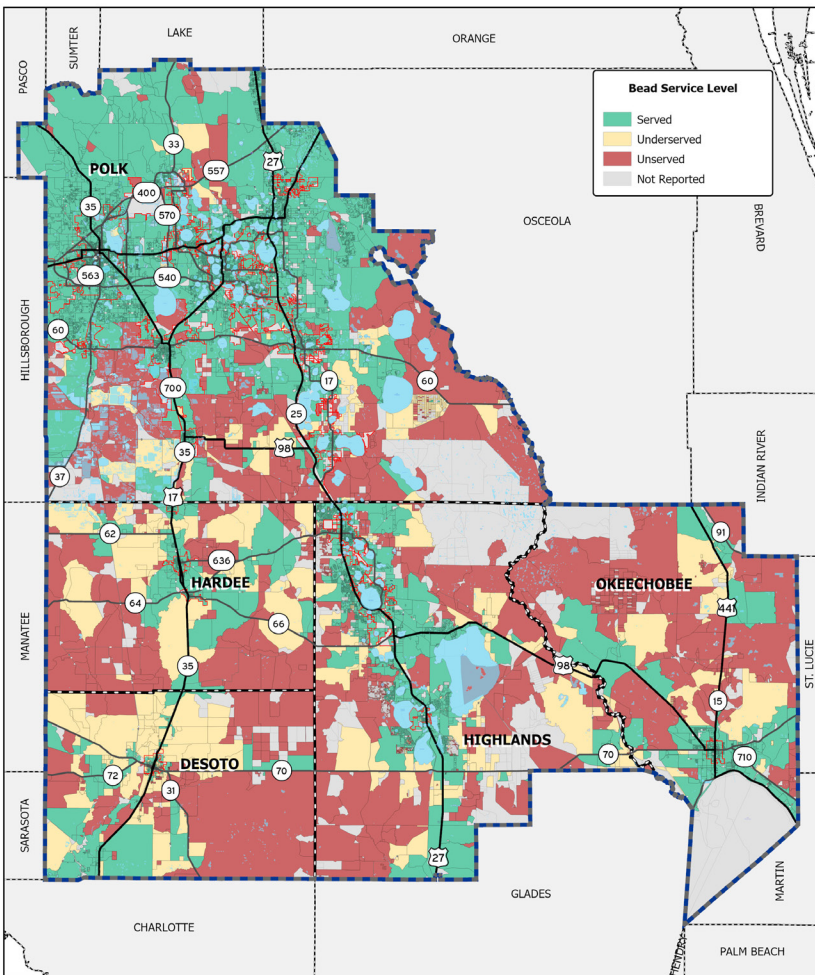 LAKE
ORANGE
SUMTER
PASCO
Bead Service Level
Served
Underserved
Unserved
Not Reported
33
27
557
POLK
400
35
570
OSCEOLA
BREVARD
563
540
HILLSBOROUGH
60
17
60
700
25
35
98
INDIAN RIVER
37
17
62
91
636
HARDEE
OKEECHOBEE
64
441
66
MANATEE
35
98
ST. LUCIE
15
HIGHLANDS
70
710
DESOTO
72
70
31
SARASOTA
27
MARTIN
GLADES
CHARLOTTE
HENDRY
PALM BEACH